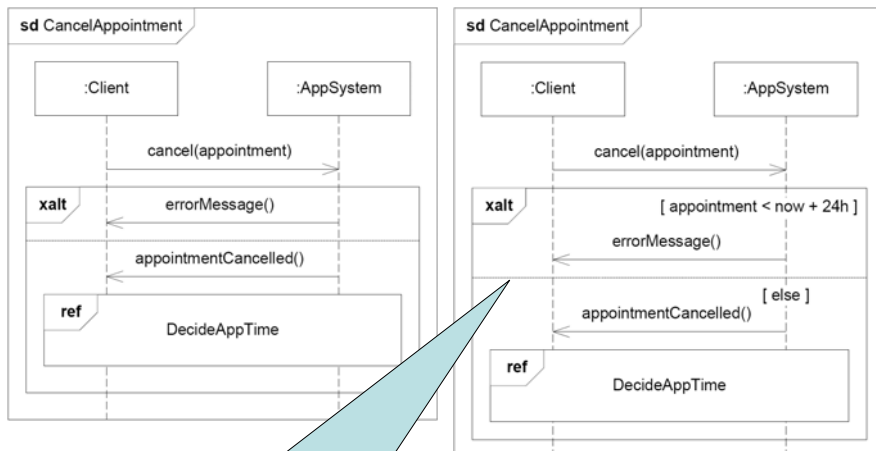 sd CancelAppointment
:Client
:AppSystem
cancel(appointment)
xalt
errorMessage()
appointmentCancelled()
ref
DecideAppTime
sd CancelAppointment
:Client
:AppSystem
cancel(appointment)
xalt
[ appointment < now + 24h ]
errorMessage()
[ else ]
appointmentCancelled()
ref
DecideAppTime